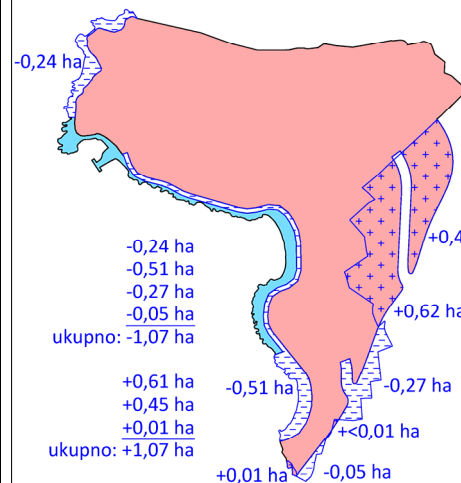 -0,24 ha
+0,4
-0,24 ha
-0,51 ha
-0,27 ha
-0,05 ha
ukupno: -1,07 ha
+0,62 ha
+0,61 ha
+0,45 ha
+0,01 ha
ukupno: +1,07 ha
-0,51 ha
-0,27 ha
+<0,01 ha
+0,01 ha
-0,05 ha